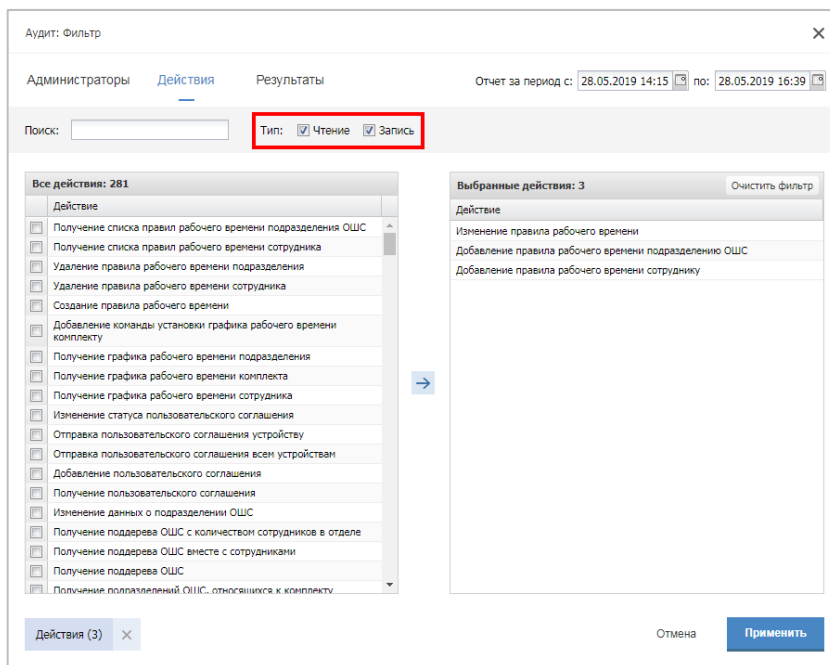 Аудит: Фильтр
Администраторы Действия Результаты Отчет за период с: 28.05.2019 14:15 по: 28.05.2019 16:39
Поиск: Тип: Чтение Запись
Все действия: 281
Действие
Получение списка правил рабочего времени подразделения ОШС
Получение списка правил рабочего времени сотрудника
Удаление правила рабочего времени подразделения
Удаление правила рабочего времени сотрудника
Создание правила рабочего времени
Добавление команды установки графика рабочего времени
комплекту
Получение графика рабочего времени подразделения
Получение графика рабочего времени комплекта
Получение графика рабочего времени сотрудника
Изменение статуса пользовательского соглашения
Отправка пользовательского соглашения устройству
Отправка пользовательского соглашения всем устройствам
Добавление пользовательского соглашения
Получение пользовательского соглашения
Изменение данных о подразделении ОШС
Получение поддерева ОШС с количеством сотрудников в отделе
Получение поддерева ОШС вместе с сотрудниками
Получение поддерева ОШС
Получение подразделений ОШС, относящихся к комплекту
Выбранные действия: 3 Очистить фильтр
Действие
Изменение правила рабочего времени
Добавление правила рабочего времени подразделению ОШС
Добавление правила рабочего времени сотруднику
Действия (3) Отмена Применить